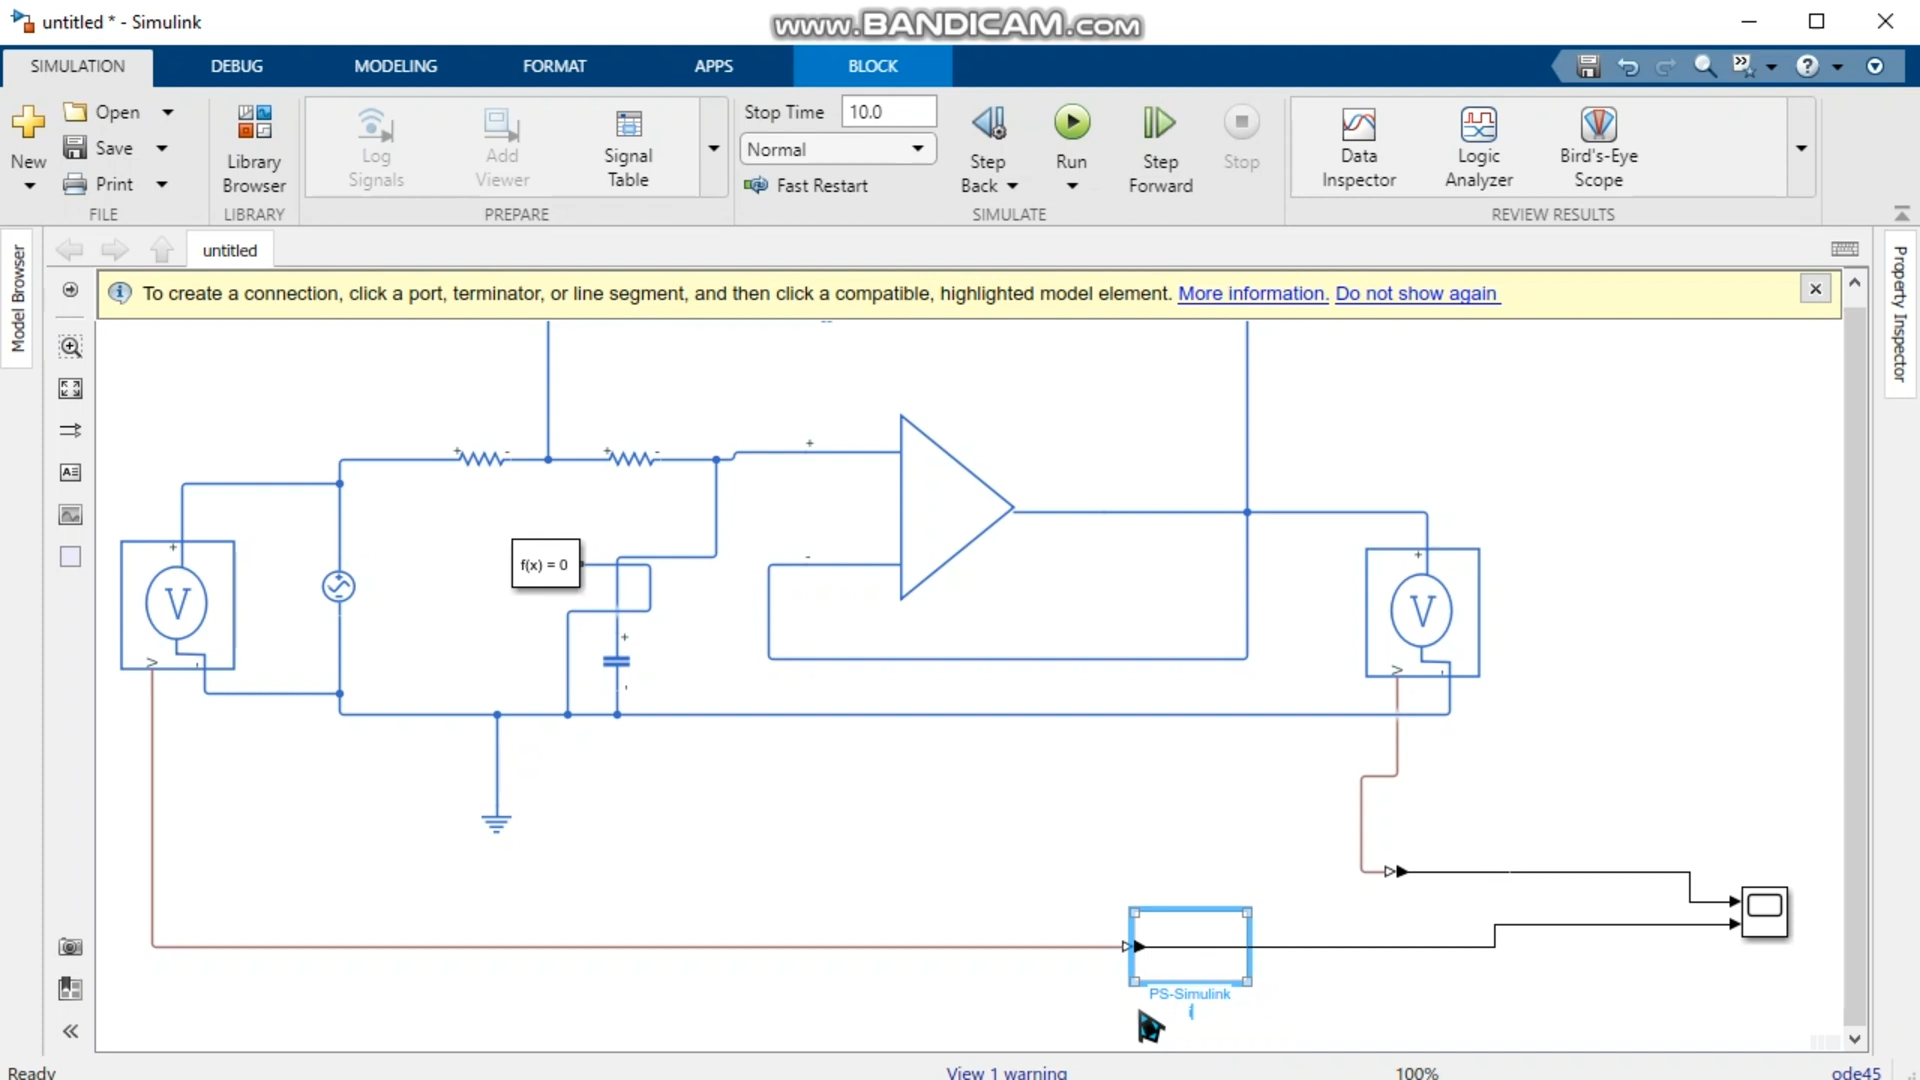 untitled * - Simulink
www.BANDICAM.com
SIMULATION
DEBUG
MODELING
FORMAT
APPS
BLOCK
New
Open
Save
Print
FILE
Library
Browser
LIBRARY
Log
Signals
Add
Viewer
Signal
Table
PREPARE
Stop Time 10.0
Normal
Fast Restart
Step
Back
Run
Step
Forward
Stop
SIMULATE
Data
Inspector
Logic
Analyzer
Bird's-Eye
Scope
REVIEW RESULTS
Model Browser
untitled
Property Inspector
To create a connection, click a port, terminator, or line segment, and then click a compatible, highlighted model element. More information. Do not show again
V
f(x) = 0
V
PS-Simulink
Ready
View 1 warning
100%
ode45